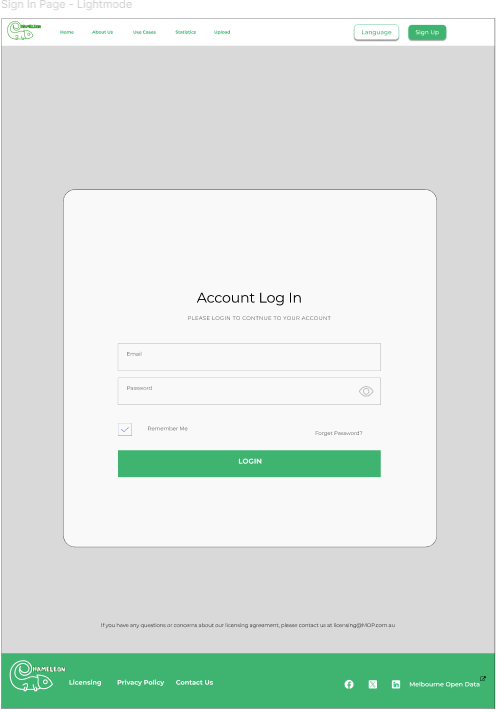 Sign In Page - Lightmode
HAMELEON
Home About Us Use Cases Statistics Upload Language Sign Up
Account Log In
PLEASE LOGIN TO CONTNUE TO YOUR ACCOUNT
Email
Password
Remember Me
Forget Password?
LOGIN
If you have any questions or concerns about our licensing agreement, please contact us at licensing@MOP.com.au
HAMELEON
Licensing Privacy Policy Contact Us Melbourne Open Data